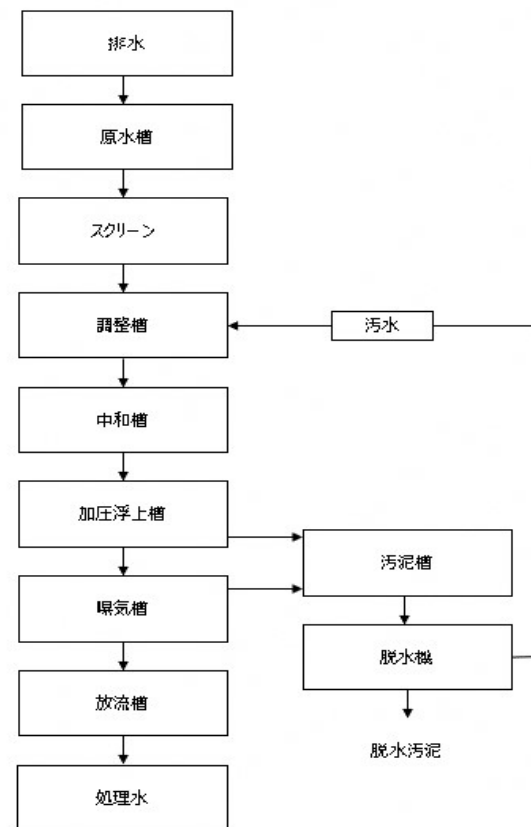 排水
原水槽
スクリーン
調整槽
汚水
中和槽
加圧浮上槽
汚泥槽
曝気槽
脱水機
放流槽
脱水汚泥
処理水